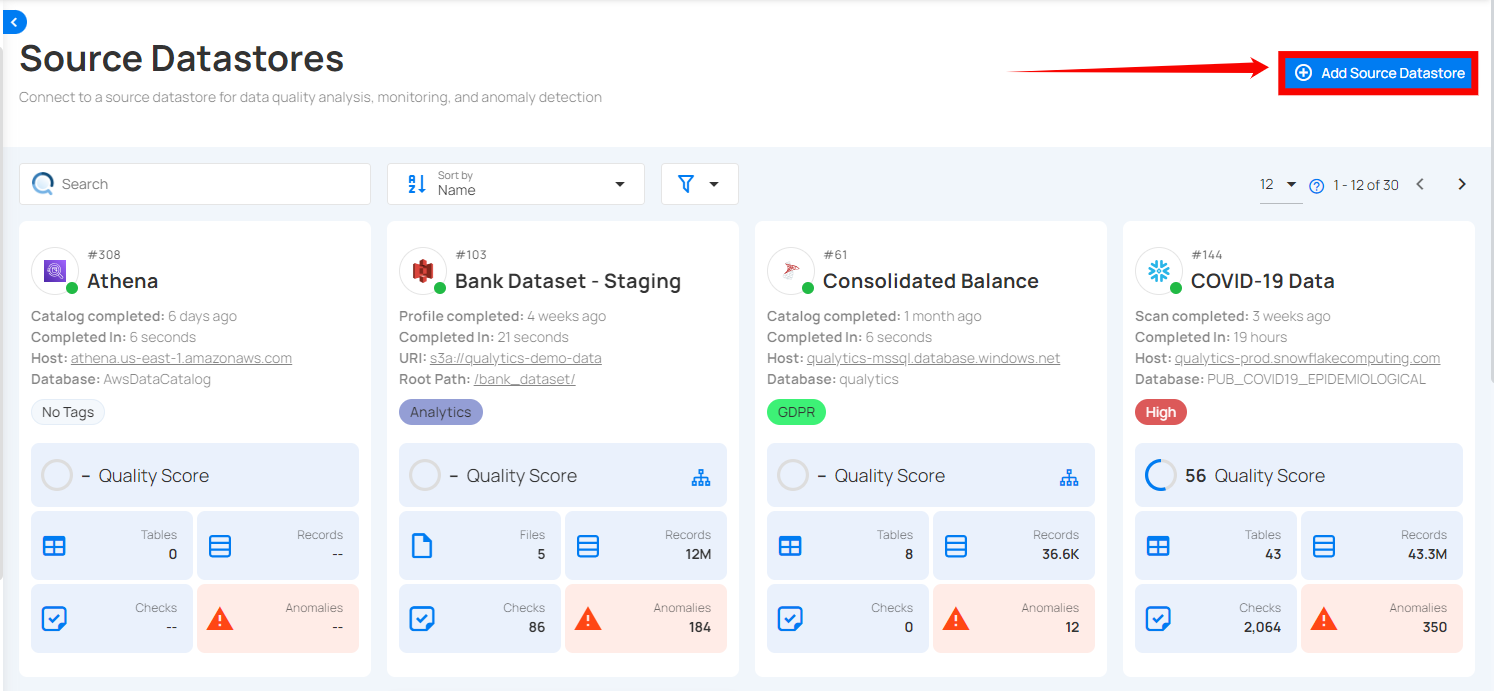 Source Datastores
Connect to a source datastore for data quality analysis, monitoring, and anomaly detection
Add Source Datastore
Search
Sort by
Name
12
1 - 12 of 30
#308
Athena
Catalog completed: 6 days ago
Completed In: 6 seconds
Host: athena.us-east-1.amazonaws.com
Database: AwsDataCatalog
No Tags
– Quality Score
Tables
0
Records
--
Checks
--
Anomalies
--
#103
Bank Dataset - Staging
Profile completed: 4 weeks ago
Completed In: 21 seconds
URI: s3a://qualytics-demo-data
Root Path: /bank_dataset/
Analytics
– Quality Score
Files
5
Records
12M
Checks
86
Anomalies
184
#61
Consolidated Balance
Catalog completed: 1 month ago
Completed In: 6 seconds
Host: qualytics-mssql.database.windows.net
Database: qualytics
GDPR
– Quality Score
Tables
8
Records
36.6K
Checks
0
Anomalies
12
#144
COVID-19 Data
Scan completed: 3 weeks ago
Completed In: 19 hours
Host: qualytics-prod.snowflakecomputing.com
Database: PUB_COVID19_EPIDEMIOLOGICAL
High
56 Quality Score
Tables
43
Records
43.3M
Checks
2,064
Anomalies
350